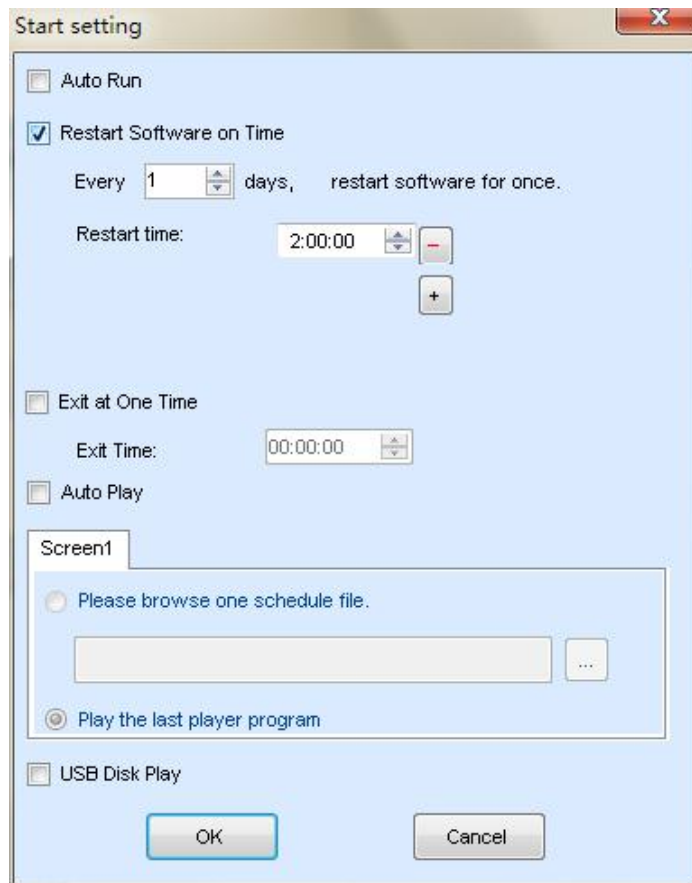 Start setting
Auto Run
Restart Software on Time
Every 1 days, restart software for once.
Restart time: 2:00:00 -
+
Exit at One Time
Exit Time: 00:00:00
Auto Play
Screen1
Please browse one schedule file.
...
Play the last player program
USB Disk Play
OK Cancel